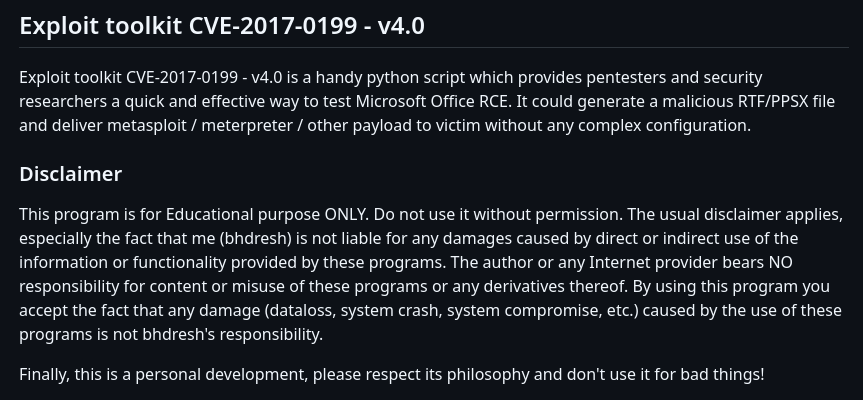 Exploit toolkit CVE-2017-0199 - v4.0
Exploit toolkit CVE-2017-0199 - v4.0 is a handy python script which provides pentesters and security
researchers a quick and effective way to test Microsoft Office RCE. It could generate a malicious RTF/PPSX file
and deliver metasploit / meterpreter / other payload to victim without any complex configuration.
Disclaimer
This program is for Educational purpose ONLY. Do not use it without permission. The usual disclaimer applies,
especially the fact that me (bhdresh) is not liable for any damages caused by direct or indirect use of the
information or functionality provided by these programs. The author or any Internet provider bears NO
responsibility for content or misuse of these programs or any derivatives thereof. By using this program you
accept the fact that any damage (dataloss, system crash, system compromise, etc.) caused by the use of these
programs is not bhdresh's responsibility.
Finally, this is a personal development, please respect its philosophy and don't use it for bad things!